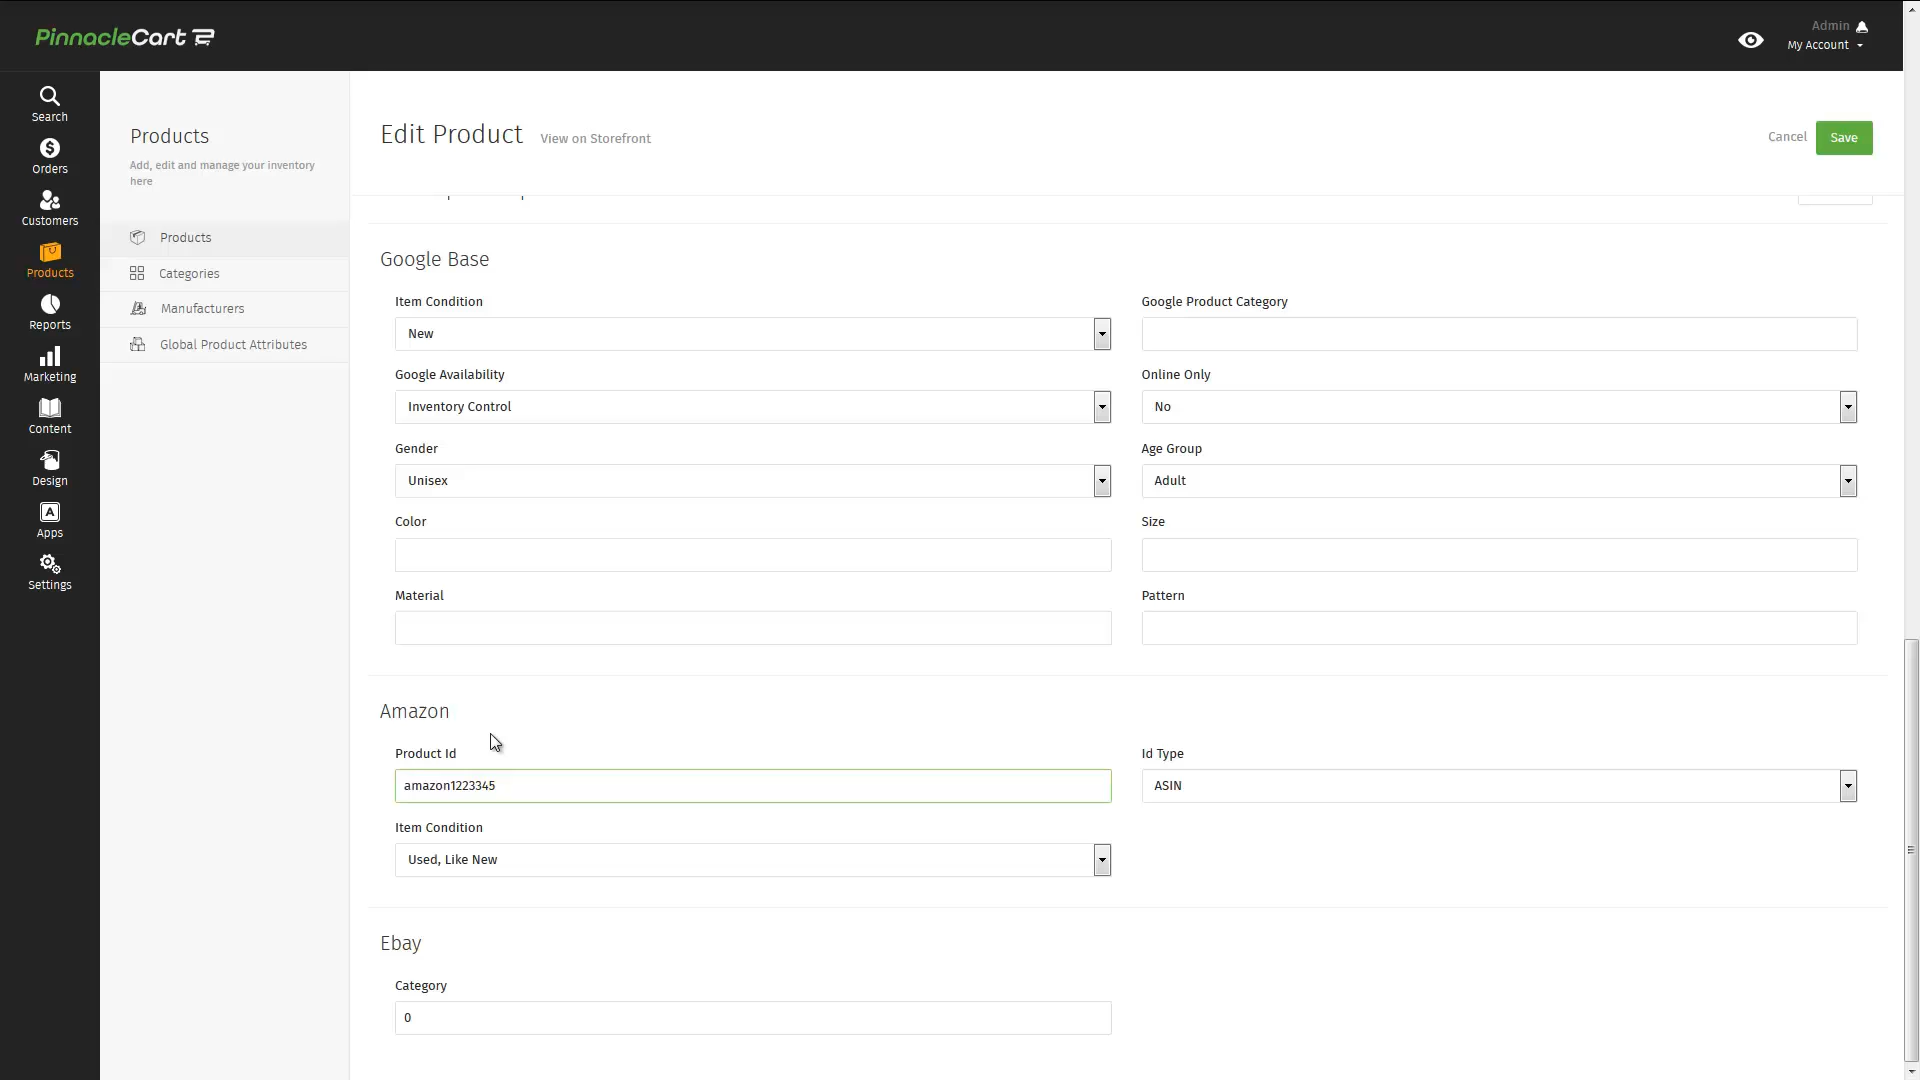 PinnacleCart
Admin
My Account
Search
Orders
Customers
Products
Reports
Marketing
Content
Design
Apps
Settings
Products
Add, edit and manage your inventory
here
Products
Categories
Manufacturers
Global Product Attributes
Edit Product View on Storefront
Cancel Save
Google Base
Item Condition Google Product Category
New
Google Availability Online Only
Inventory Control No
Gender Age Group
Unisex Adult
Color Size
Material Pattern
Amazon
Product Id Id Type
amazon1223345 ASIN
Item Condition
Used, Like New
Ebay
Category
0